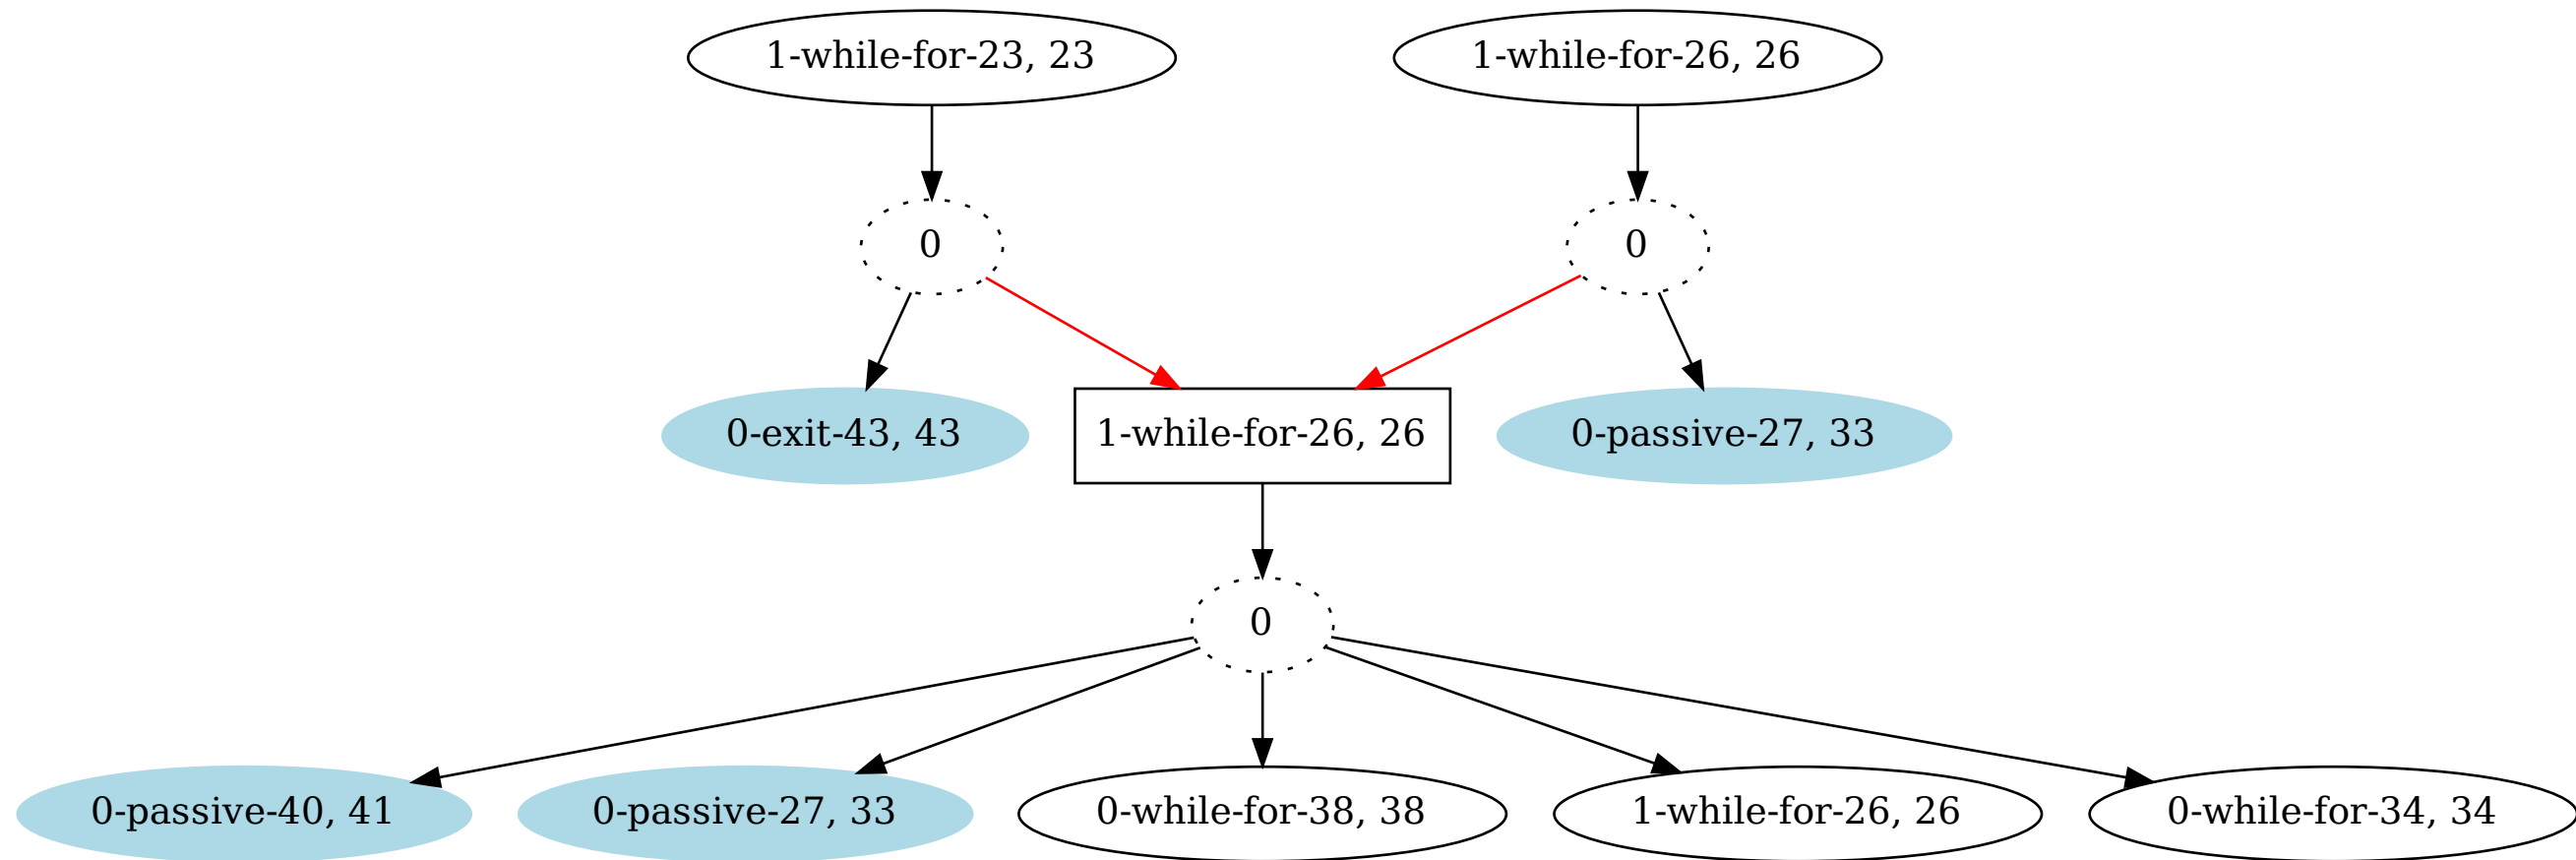 1-while-for-23, 23
1-while-for-26, 26
0
0
0-exit-43, 43
1-while-for-26, 26
0-passive-27, 33
0
0-passive-40, 41
0-passive-27, 33
0-while-for-38, 38
1-while-for-26, 26
0-while-for-34, 34